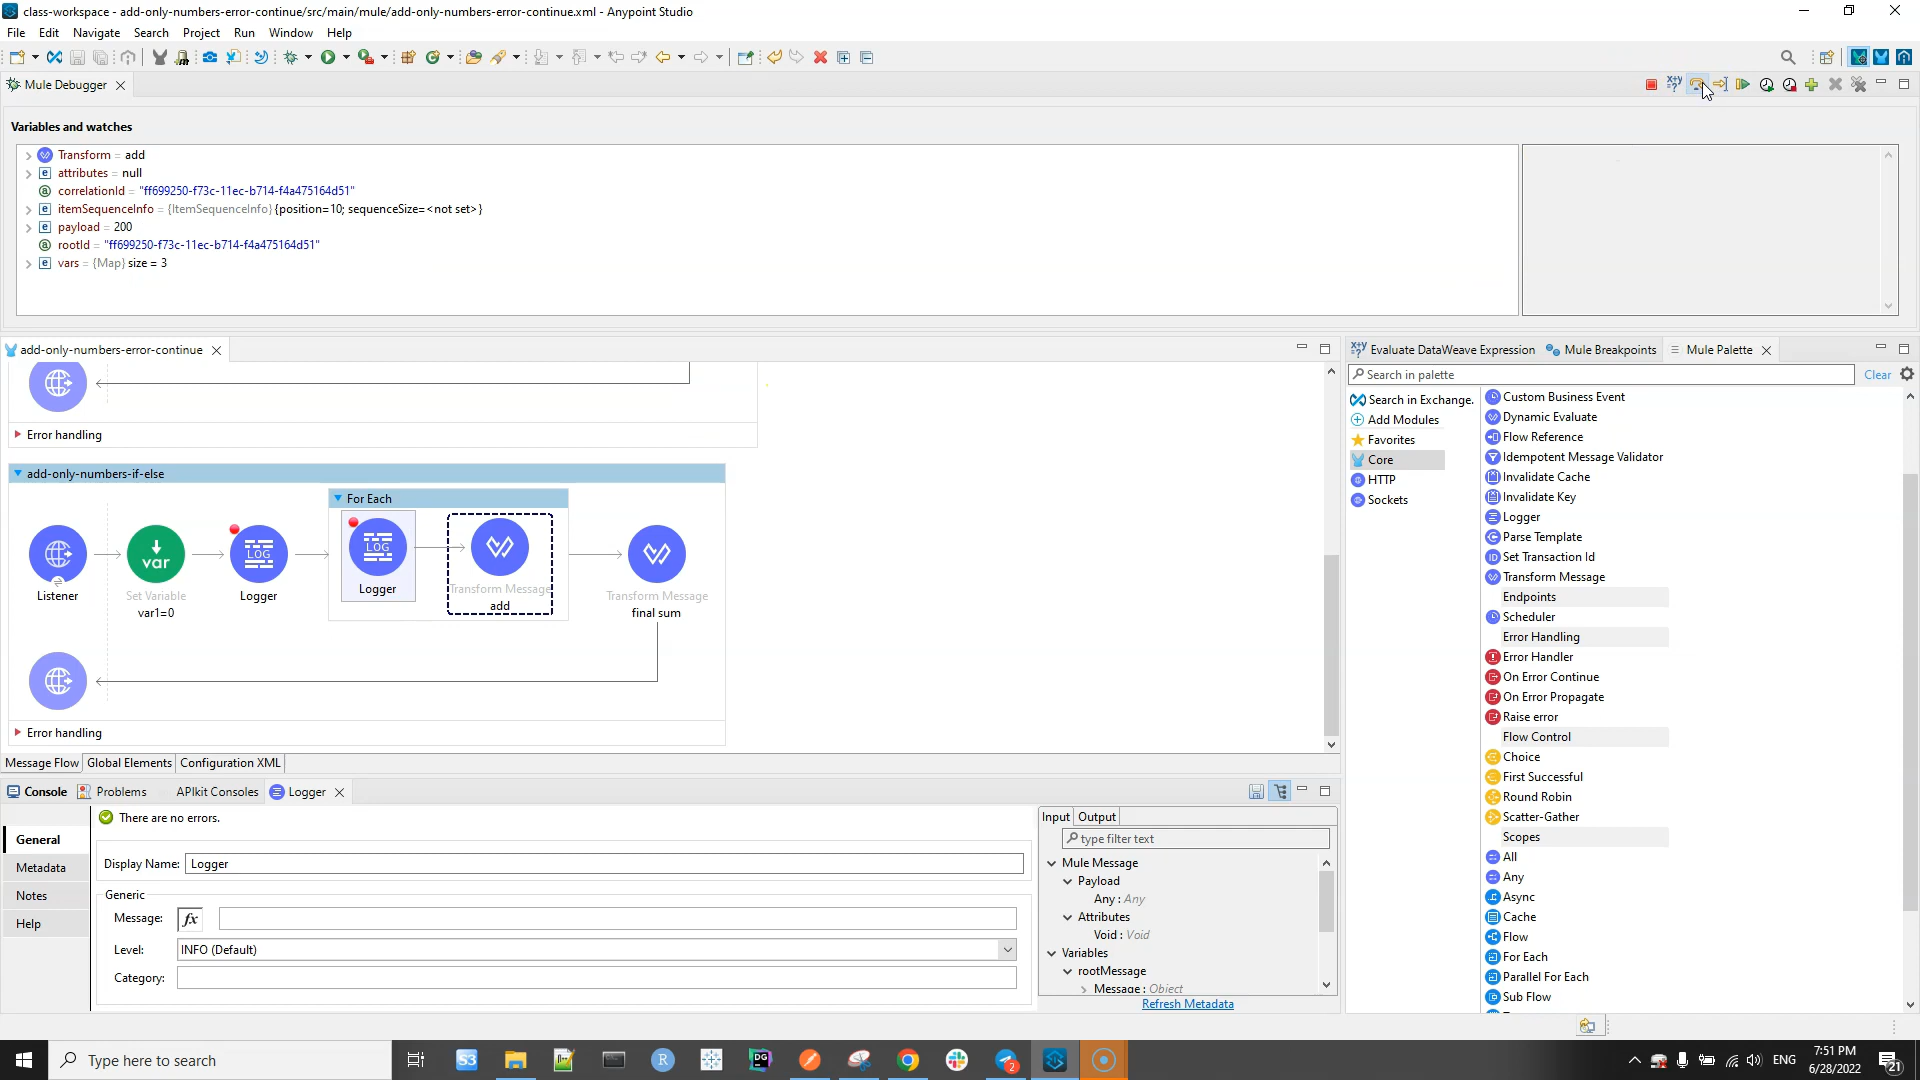 class-workspace - add-only-numbers-error-continue/src/main/mule/add-only-numbers-error-continue.xml - Anypoint Studio
File Edit Navigate Search Project Run Window Help
Mule Debugger
Variables and watches
Transform = add
attributes = null
correlationId = "ff699250-f73c-11ec-b714-f4a475164d51"
itemSequenceInfo = {ItemSequenceInfo} {position=10; sequenceSize=<not set>}
payload = 200
rootId = "ff699250-f73c-11ec-b714-f4a475164d51"
vars = {Map} size = 3
add-only-numbers-error-continue
Error handling
add-only-numbers-if-else
For Each
var
LOG
LOG
Listener
Set Variable
var1=0
Logger
Logger
Transform Message
add
Transform Message
final sum
Error handling
Message Flow Global Elements Configuration XML
Evaluate DataWeave Expression Mule Breakpoints Mule Palette
Search in palette
Clear
Search in Exchange.
Add Modules
Favorites
Core
HTTP
Sockets
Custom Business Event
Dynamic Evaluate
Flow Reference
Idempotent Message Validator
Invalidate Cache
Invalidate Key
Logger
Parse Template
Set Transaction Id
Transform Message
Endpoints
Scheduler
Error Handling
Error Handler
On Error Continue
On Error Propagate
Raise error
Flow Control
Choice
First Successful
Round Robin
Scatter-Gather
Scopes
All
Any
Async
Cache
Flow
For Each
Parallel For Each
Sub Flow
Console Problems APIkit Consoles Logger
General
Metadata
Notes
Help
There are no errors.
Display Name: Logger
Generic
Message: fx
Level: INFO (Default)
Category:
Input Output
type filter text
Mule Message
Payload
Any : Any
Attributes
Void : Void
Variables
rootMessage
Message : Object
Refresh Metadata
Type here to search
S3
R
DG
2
ENG
7:51 PM
6/28/2022
21